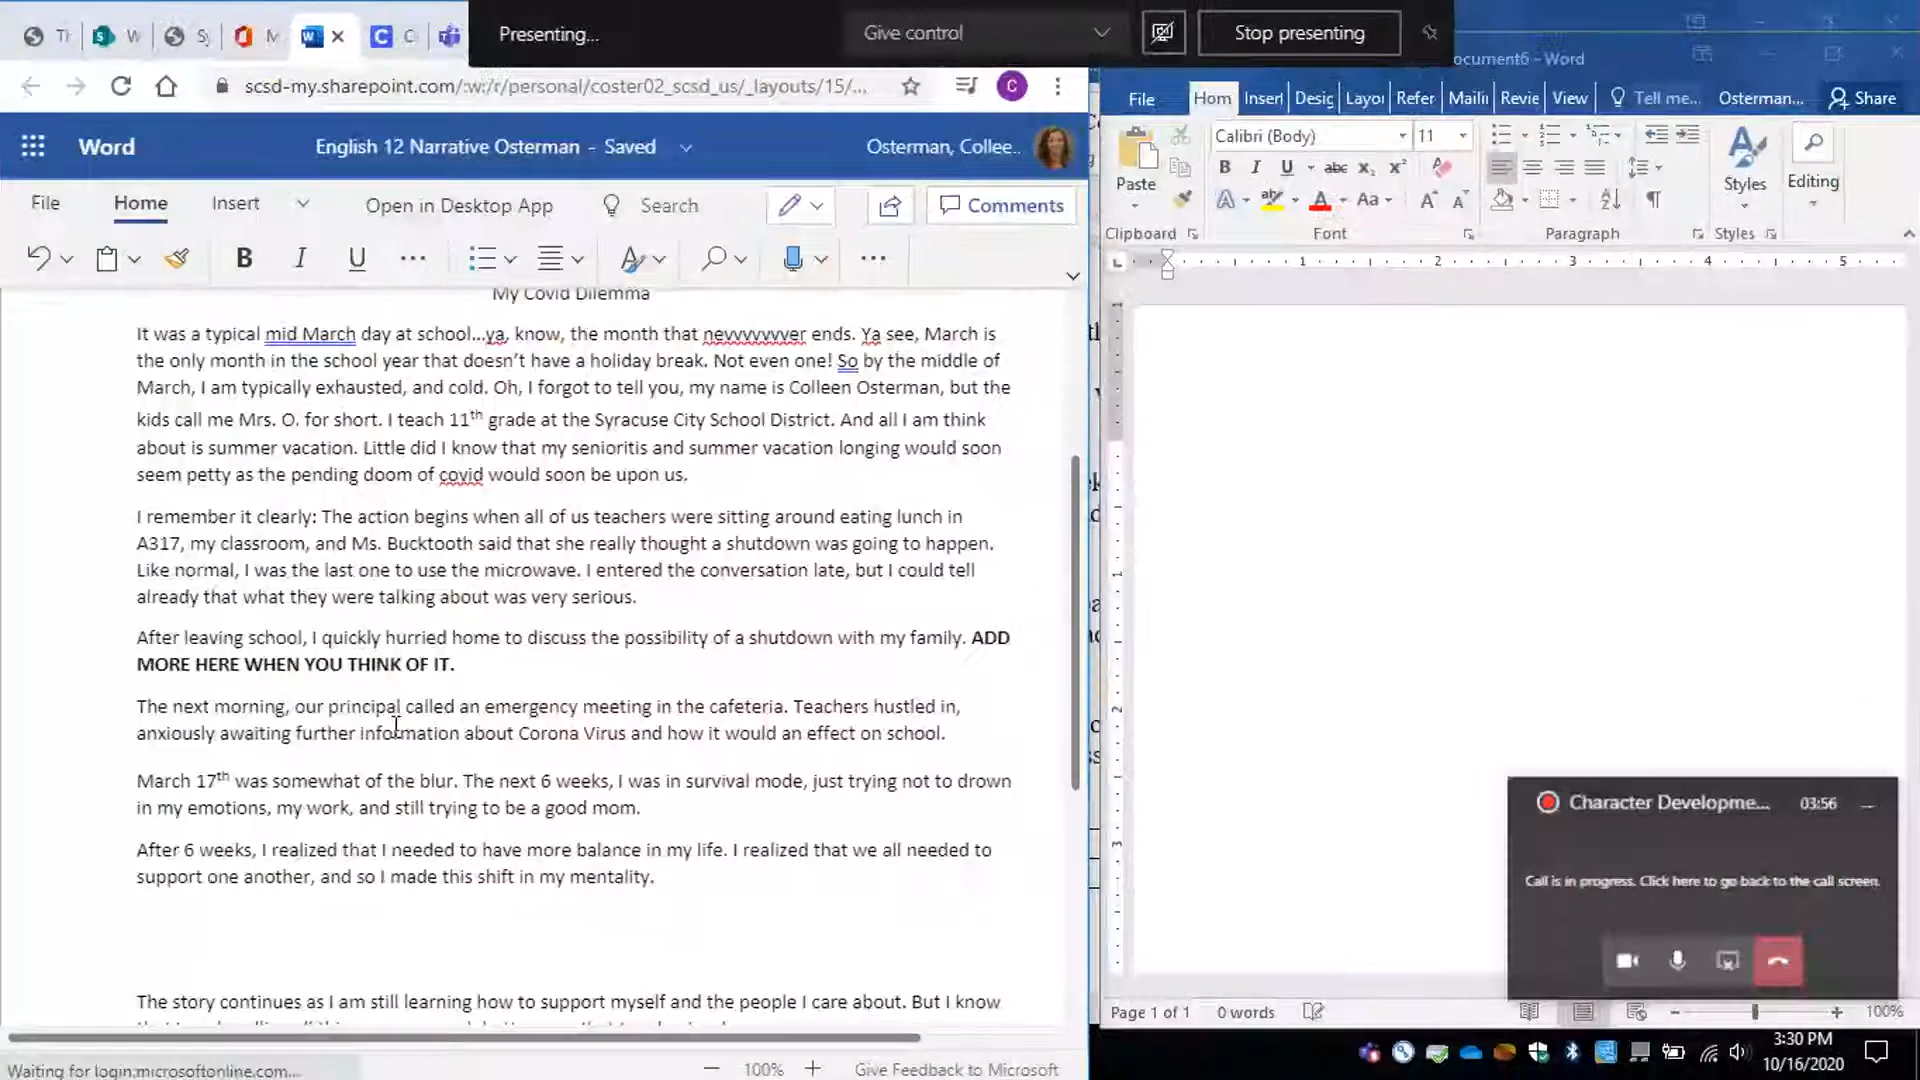 Presenting...
Give control
Stop presenting
scsd-my.sharepoint.com/:w:/r/personal/coster02_scsd_us/_layouts/15/...
C
Word
English 12 Narrative Osterman - Saved
Osterman, Collee..
File
Home
Insert
Open in Desktop App
Search
Comments
B I U
My Covid Dilemma
It was a typical mid March day at school...ya, know, the month that nevvvvvvver ends. Ya see, March is
the only month in the school year that doesn't have a holiday break. Not even one! So by the middle of
March, I am typically exhausted, and cold. Oh, I forgot to tell you, my name is Colleen Osterman, but the
kids call me Mrs. O. for short. I teach 11th grade at the Syracuse City School District. And all I am think
about is summer vacation. Little did I know that my senioritis and summer vacation longing would soon
seem petty as the pending doom of covid would soon be upon us.
I remember it clearly: The action begins when all of us teachers were sitting around eating lunch in
A317, my classroom, and Ms. Bucktooth said that she really thought a shutdown was going to happen.
Like normal, I was the last one to use the microwave. I entered the conversation late, but I could tell
already that what they were talking about was very serious.
After leaving school, I quickly hurried home to discuss the possibility of a shutdown with my family. ADD
MORE HERE WHEN YOU THINK OF IT.
The next morning, our principal called an emergency meeting in the cafeteria. Teachers hustled in,
anxiously awaiting further information about Corona Virus and how it would an effect on school.
March 17th was somewhat of the blur. The next 6 weeks, I was in survival mode, just trying not to drown
in my emotions, my work, and still trying to be a good mom.
After 6 weeks, I realized that I needed to have more balance in my life. I realized that we all needed to
support one another, and so I made this shift in my mentality.
The story continues as I am still learning how to support myself and the people I care about. But I know
Waiting for login.microsoftonline.com...
100%
Give Feedback to Microsoft
ocument6 - Word
File
Hom
Insert
Desig
Layou
Refer
Mailin
Revie
View
Tell me...
Osterman...
Share
Calibri (Body)
11
Paste
Styles
Editing
Clipboard
Font
Paragraph
Styles
1 2 3 4 5
Character Developme...
03:56
Call is in progress. Click here to go back to the call screen.
Page 1 of 1
0 words
100%
3:30 PM
10/16/2020